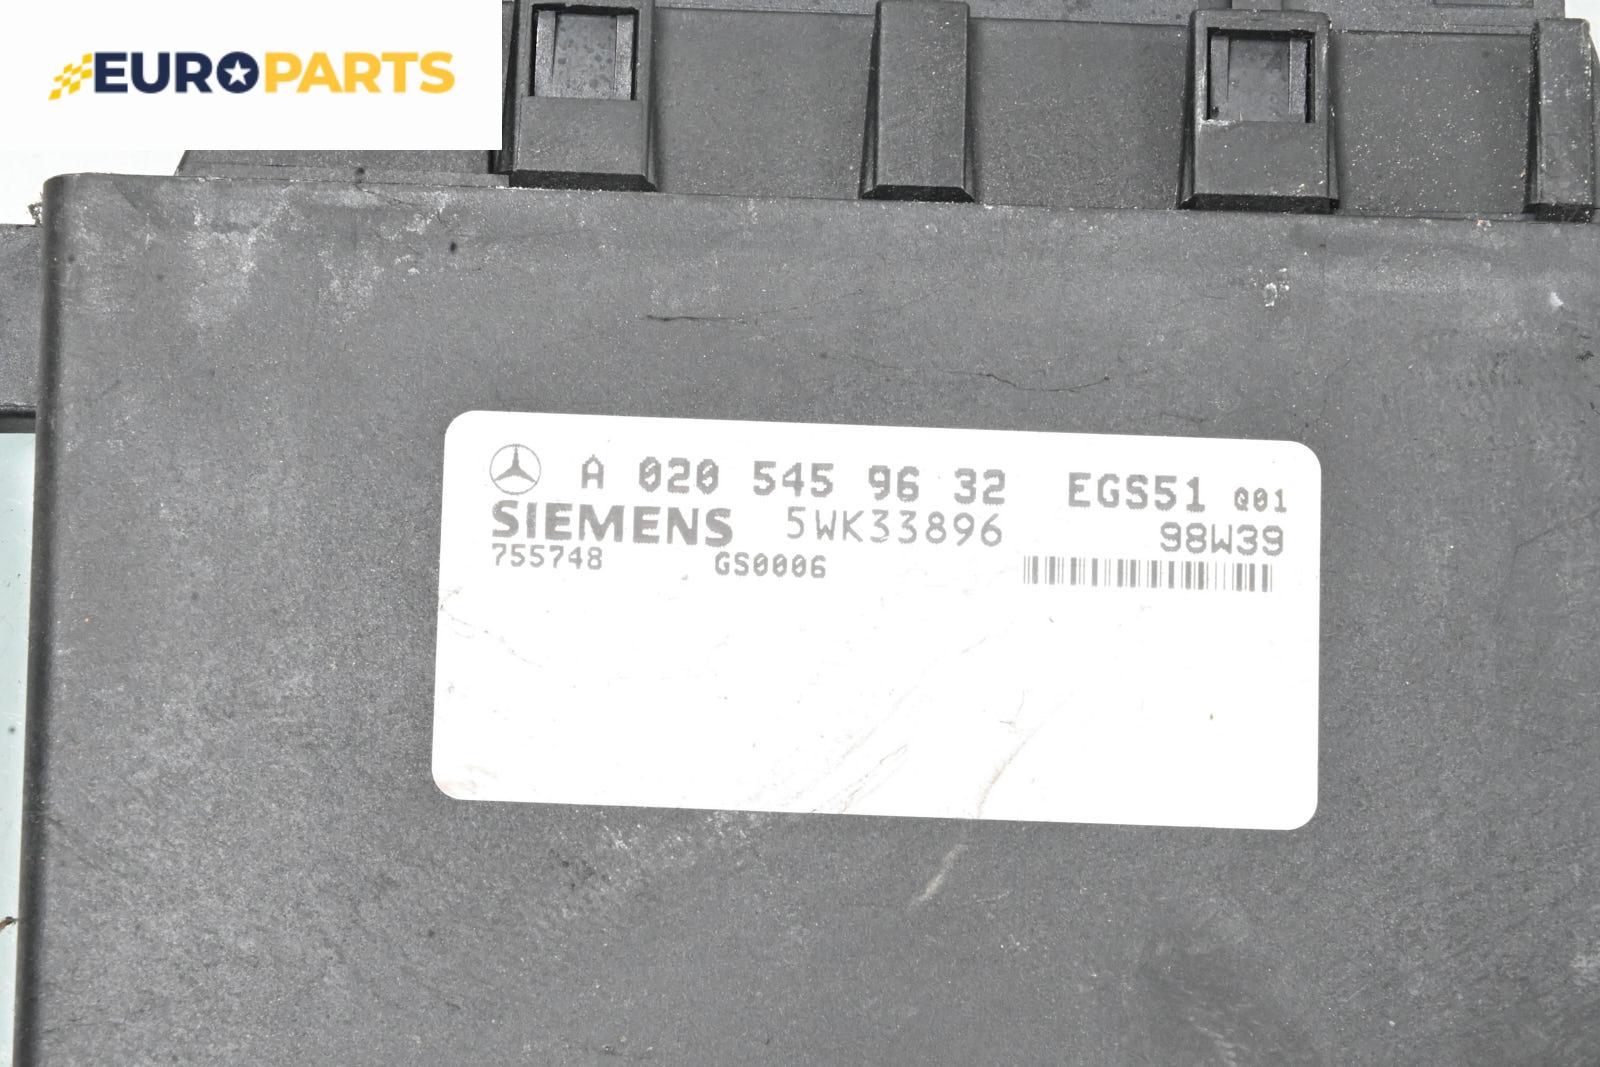 EUROPARTS
A 020 545 96 32 EGS51 Q01
SIEMENS 5WK33896 98W39
755748 GS0006